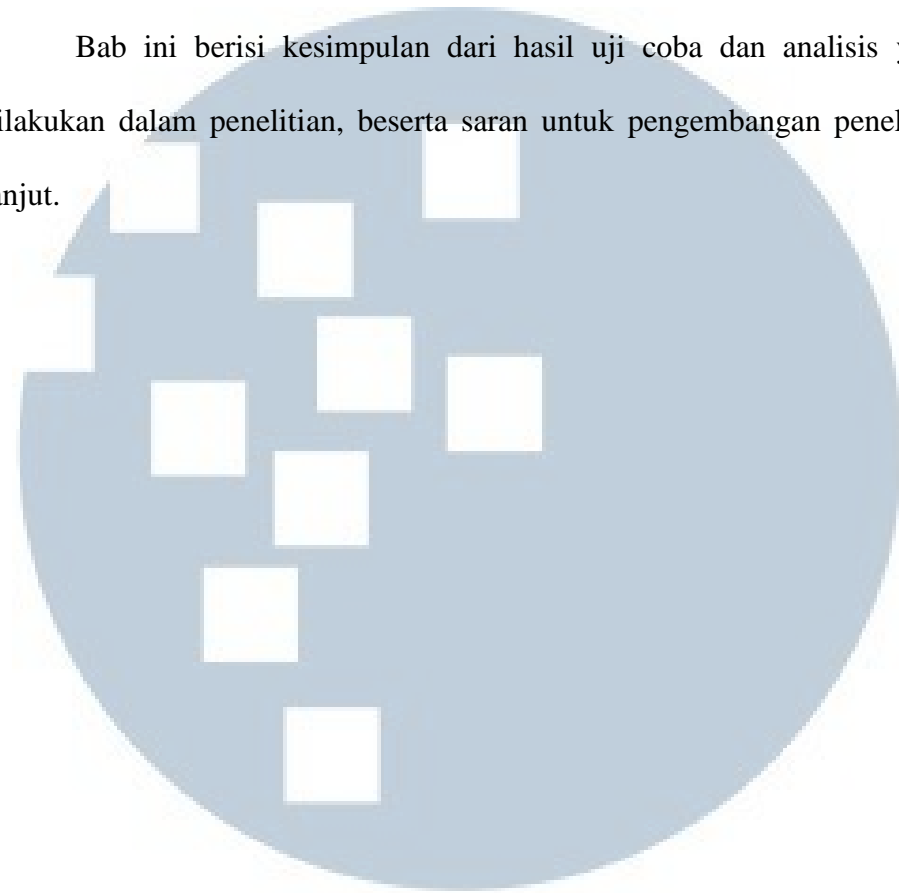 Bab ini berisi kesimpulan dari hasil uji coba dan analisis
ilakukan dalam penelitian, beserta saran untuk pengembangan penel
anjut.